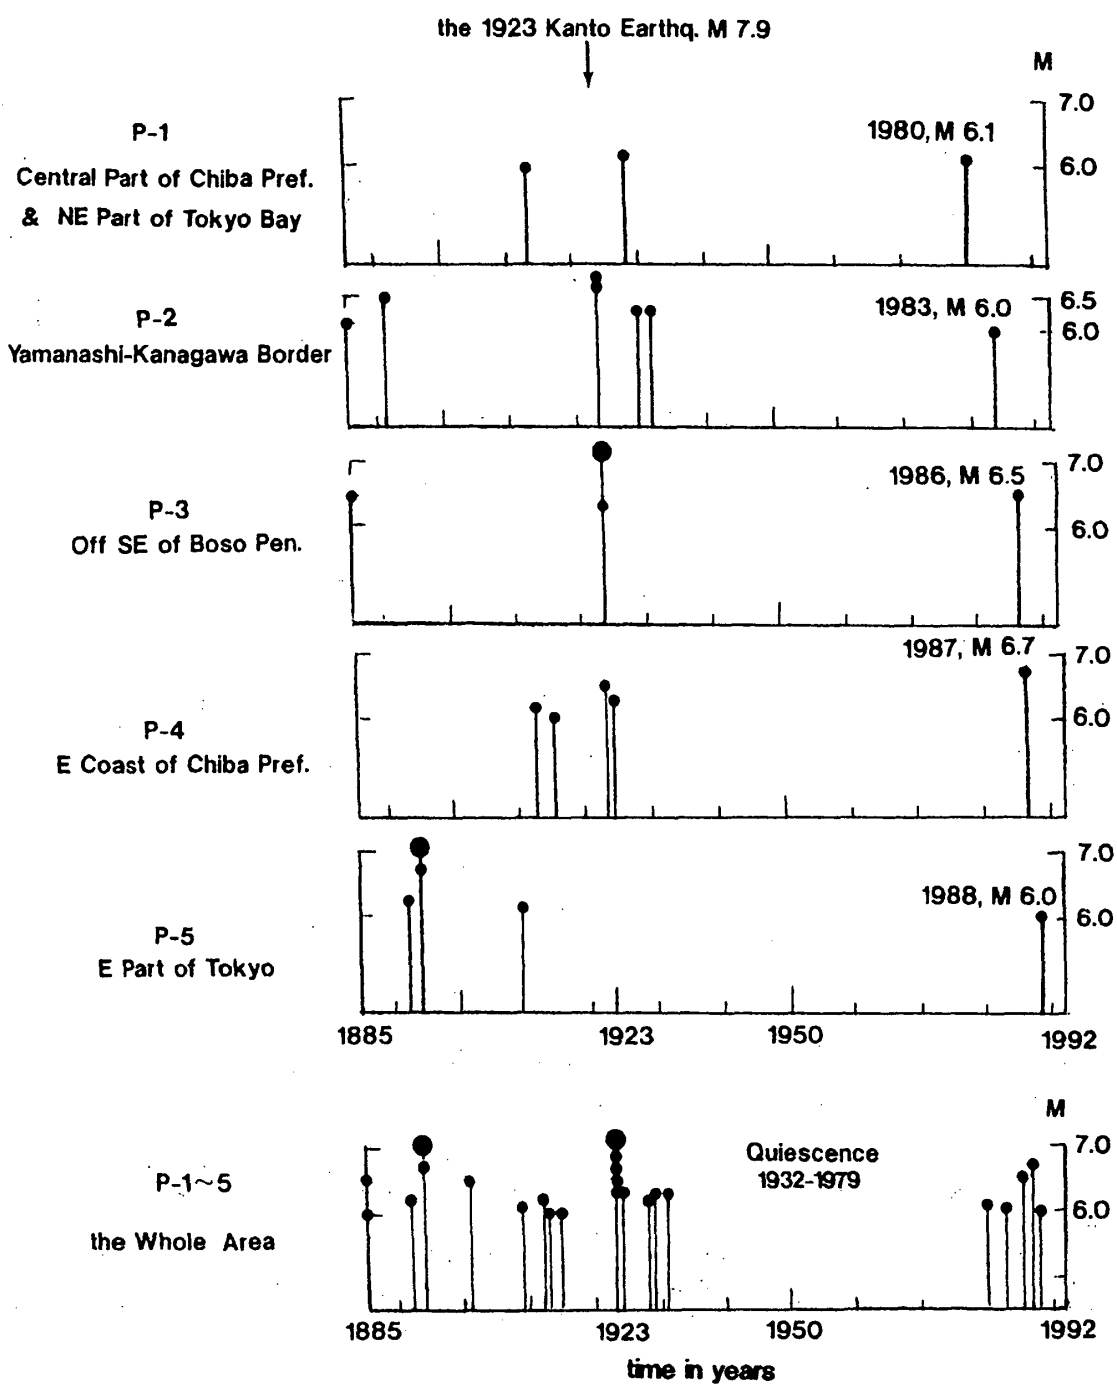 the 1923 Kanto Earthq. M 7.9
M
7.0
P-1
1980, M 6.1
6.0
Central Part of Chiba Pref.
& NE Part of Tokyo Bay
6.5
P-2
1983, M 6.0
6.0
Yamanashi-Kanagawa Border
7.0
1986, M 6.5
P-3
6.0
Off SE of Boso Pen.
1987, M 6.7
7.0
6.0
P-4
E Coast of Chiba Pref.
7.0
1988, M 6.0
6.0
P-5
E Part of Tokyo
1885 1923 1950 1992
M
7.0
Quiescence
1932-1979
P-1~5
6.0
the Whole Area
1885 1923 1950 1992
time in years